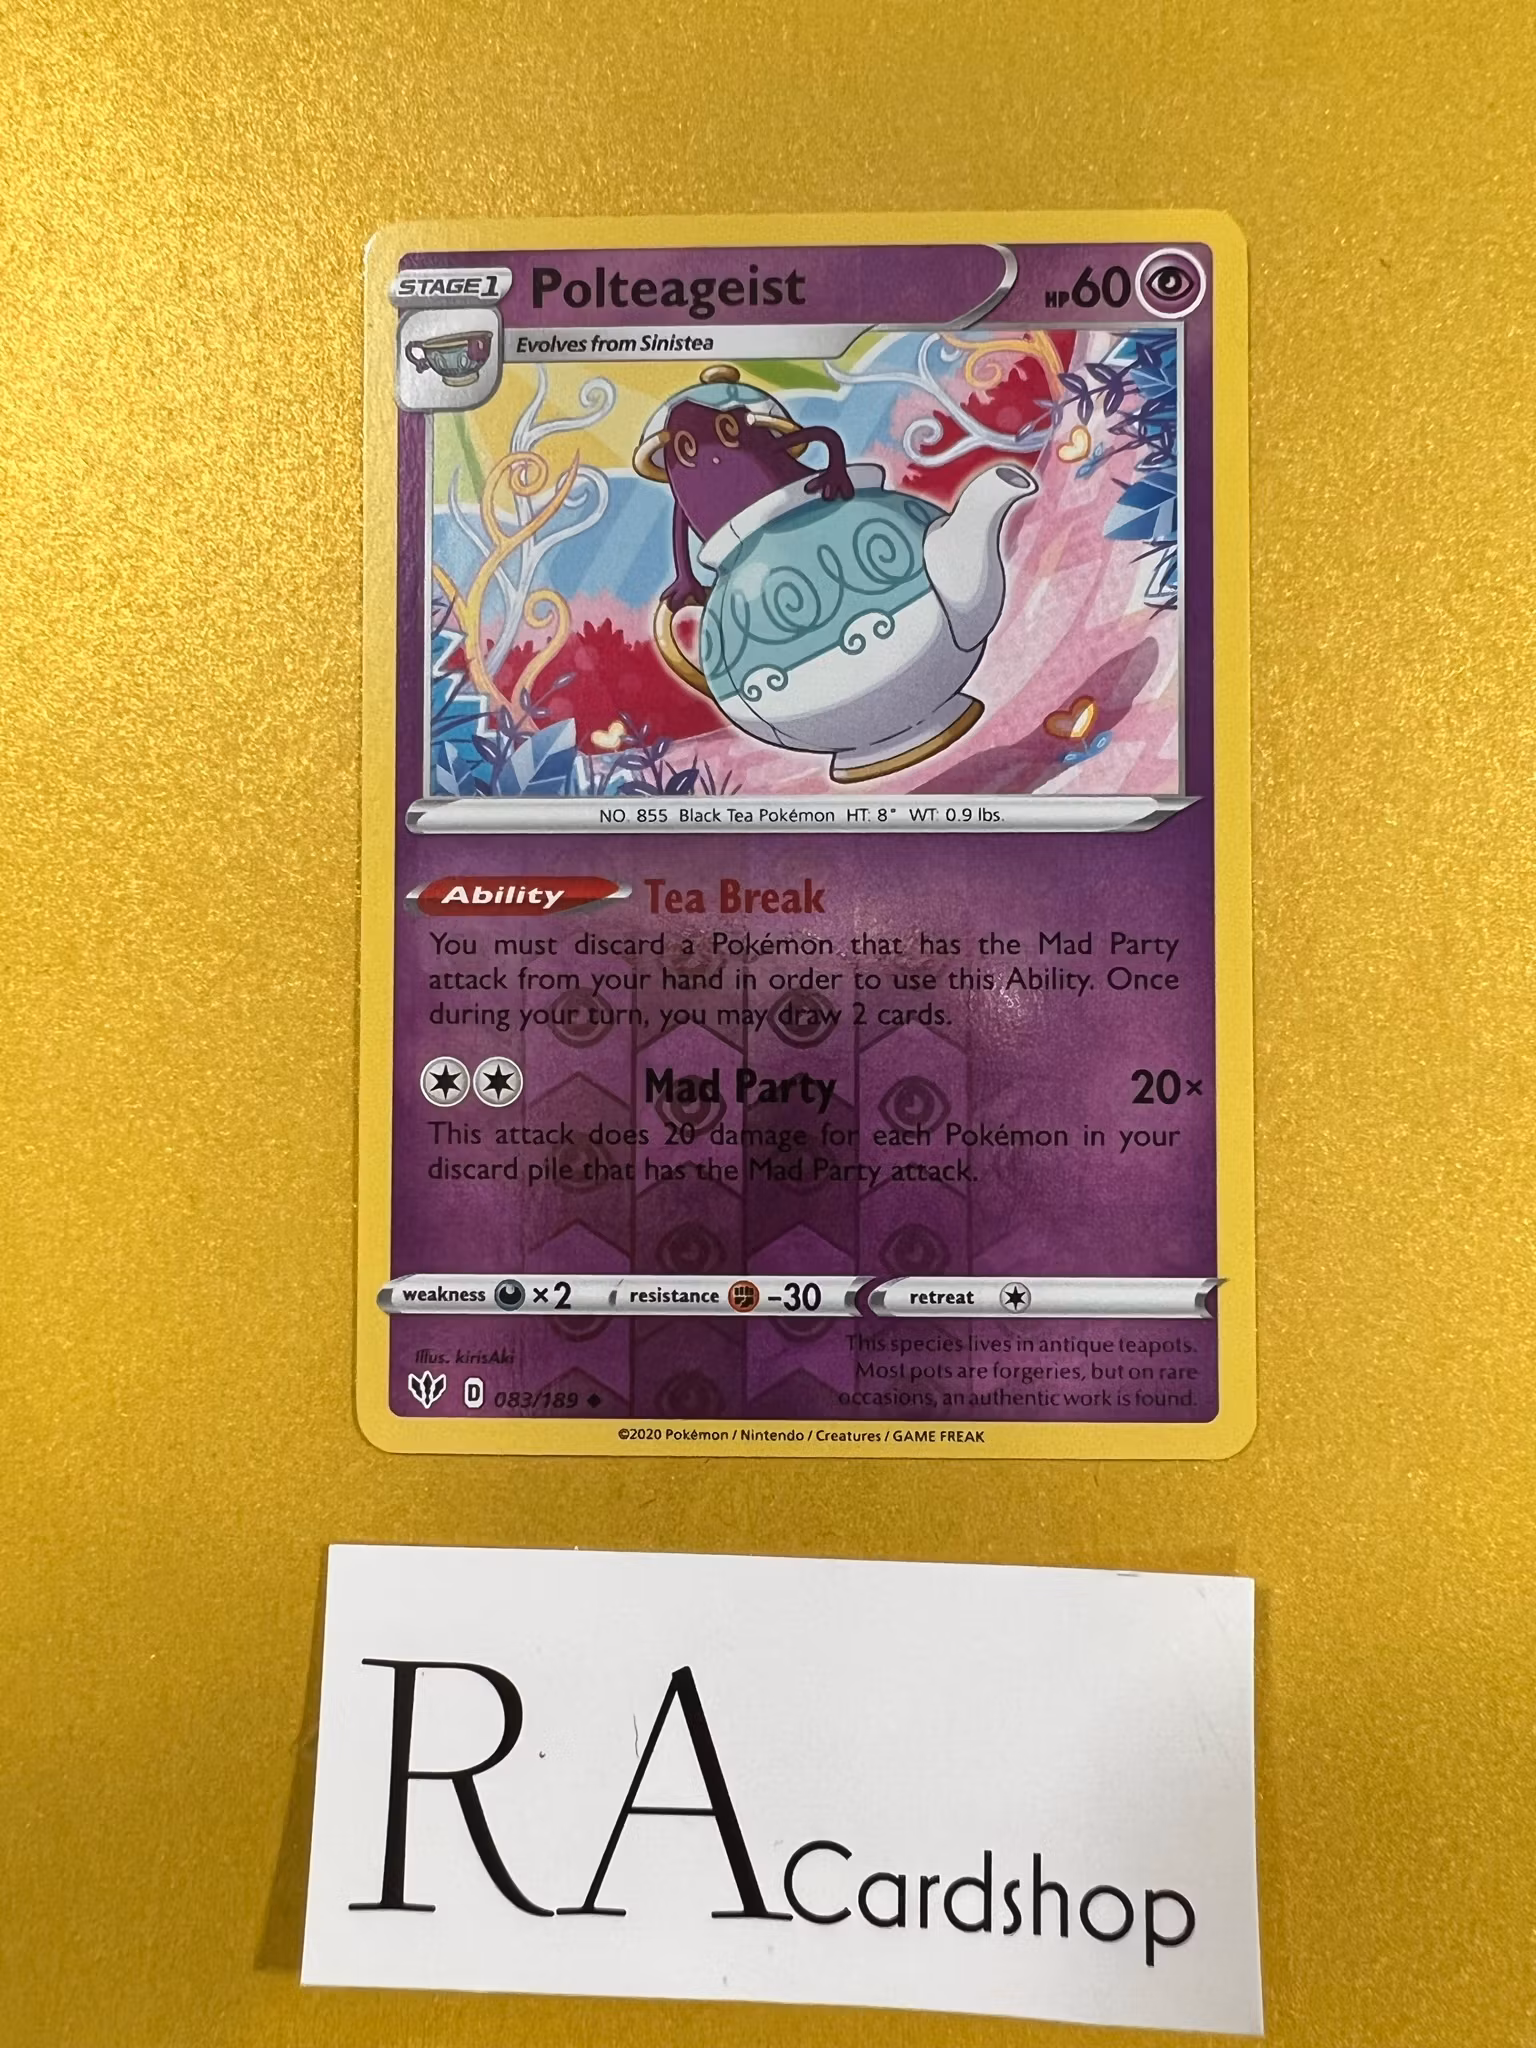 STAGE1 Polteageist HP60
Evolves from Sinistea
NO. 855 Black Tea Pokémon HT: 8" WT: 0.9 lbs.
Ability Tea Break
You must discard a Pokémon that has the Mad Party
attack from your hand in order to use this Ability. Once
during your turn, you may draw 2 cards.
Mad Party 20×
This attack does 20 damage for each Pokémon in your
discard pile that has the Mad Party attack.
weakness ×2 resistance -30 retreat
Illus. kirisAki
This species lives in antique teapots.
Most pots are forgeries, but on rare
occasions, an authentic work is found.
D 083/189
©2020 Pokémon / Nintendo / Creatures / GAME FREAK
RA Cardshop